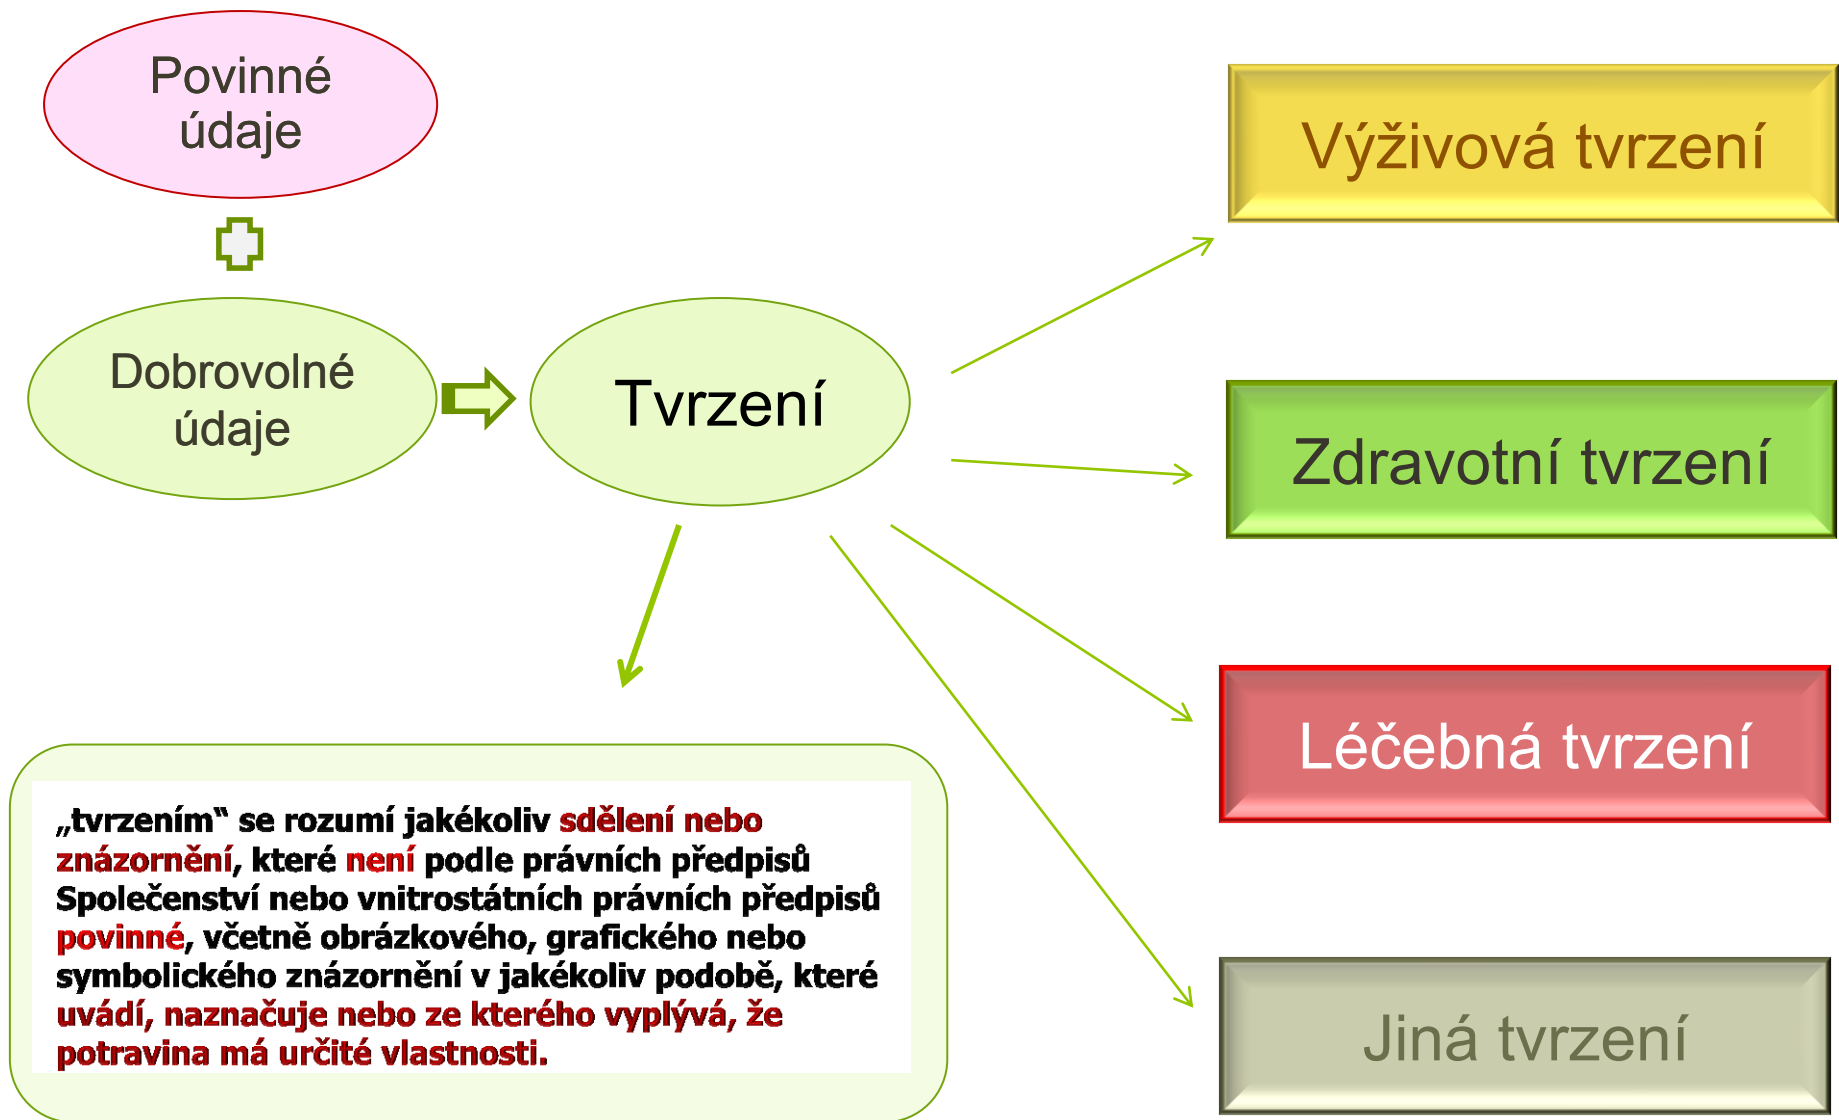 Povinné
údaje
Dobrovolné
údaje
Tvrzení
Výživová tvrzení
Zdravotní tvrzení
Léčebná tvrzení
Jiná tvrzení
„tvrzením“ se rozumí jakékoliv sdělení nebo
znázornění, které není podle právních předpisů
Společenství nebo vnitrostátních právních předpisů
povinné, včetně obrázkového, grafického nebo
symbolického znázornění v jakékoliv podobě, které
uvádí, naznačuje nebo ze kterého vyplývá, že
potravina má určité vlastnosti.